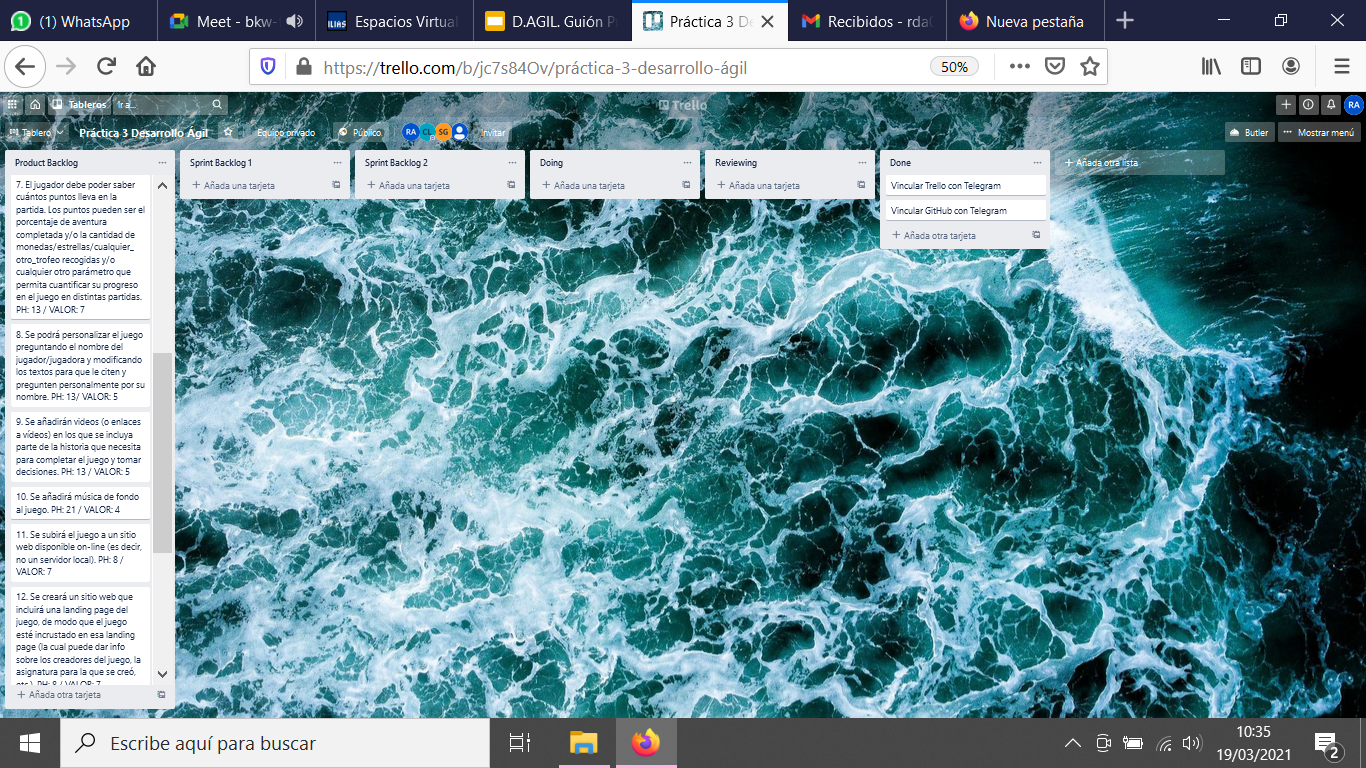 (1) WhatsApp
Meet - bkw-
Espacios Virtual
D.AGIL. Guión P
Práctica 3 De
Recibidos - rda
Nueva pestaña
https://trello.com/b/jc7s84Ov/práctica-3-desarrollo-ágil
50%
Tableros
Ir a...
Trello
RA
Tablero
Práctica 3 Desarrollo Ágil
Equipo privado
Público
RA
CL
SG
Invitar
Butler
Mostrar menú
Product Backlog
7. El jugador debe poder saber
cuántos puntos lleva en la
partida. Los puntos pueden ser el
porcentaje de aventura
completada y/o la cantidad de
monedas/estrellas/cualquier_
otro_trofeo recogidas y/o
cualquier otro parámetro que
permita cuantificar su progreso
en el juego en distintas partidas.
PH: 13 / VALOR: 7
8. Se podrá personalizar el juego
preguntando el nombre del
jugador/jugadora y modificando
los textos para que le citen y
pregunten personalmente por su
nombre. PH: 13/ VALOR: 5
9. Se añadirán videos (o enlaces
a vídeos) en los que se incluya
parte de la historia que necesita
para completar el juego y tomar
decisiones. PH: 13 / VALOR: 5
10. Se añadirá música de fondo
al juego. PH: 21 / VALOR: 4
11. Se subirá el juego a un sitio
web disponible on-line (es decir,
no un servidor local). PH: 8 /
VALOR: 7
12. Se creará un sitio web que
incluirá una landing page del
juego, de modo que el juego
esté incrustado en esa landing
page (la cual puede dar info
sobre los creadores del juego, la
asignatura para la que se creó,
etc.). PH: 8 / VALOR: 7
Añada otra tarjeta
Sprint Backlog 1
Añada una tarjeta
Sprint Backlog 2
Añada una tarjeta
Doing
Añada una tarjeta
Reviewing
Añada una tarjeta
Done
Vincular Trello con Telegram
Vincular GitHub con Telegram
Añada otra tarjeta
Añada otra lista
Escribe aquí para buscar
10:35
19/03/2021
2